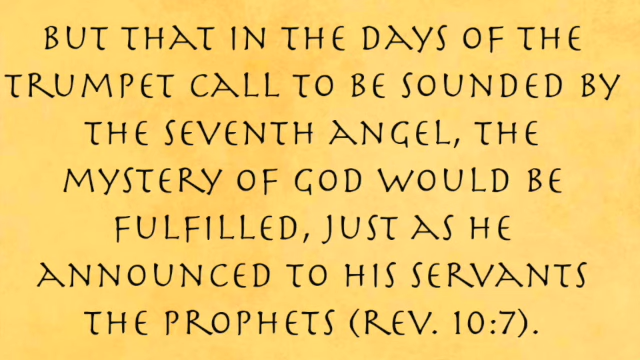 BUT THAT IN THE DAYS OF THE
TRUMPET CALL TO BE SOUNDED BY
THE SEVENTH ANGEL, THE
MYSTERY OF GOD WOULD BE
FULFILLED, JUST AS HE
ANNOUNCED TO HIS SERVANTS
THE PROPHETS (REV. 10:7).